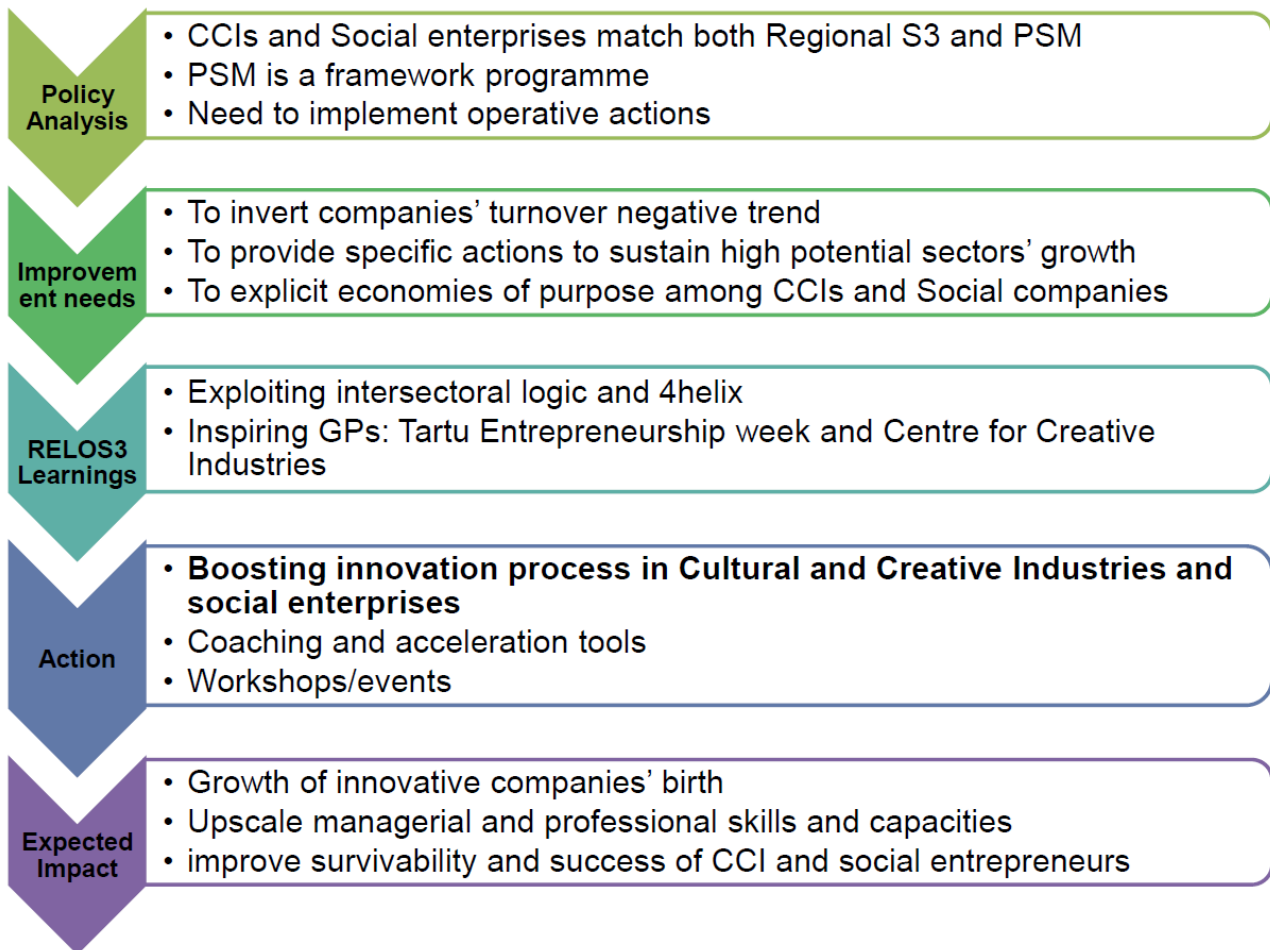 Policy
Analysis
• CCIs and Social enterprises match both Regional S3 and PSM
• PSM is a framework programme
• Need to implement operative actions
Improvem
ent needs
• To invert companies’ turnover negative trend
• To provide specific actions to sustain high potential sectors’ growth
• To explicit economies of purpose among CCIs and Social companies
RELOS3
Learnings
• Exploiting intersectoral logic and 4helix
• Inspiring GPs: Tartu Entrepreneurship week and Centre for Creative
Industries
Action
• Boosting innovation process in Cultural and Creative Industries and
social enterprises
• Coaching and acceleration tools
• Workshops/events
Expected
Impact
• Growth of innovative companies’ birth
• Upscale managerial and professional skills and capacities
• improve survivability and success of CCI and social entrepreneurs